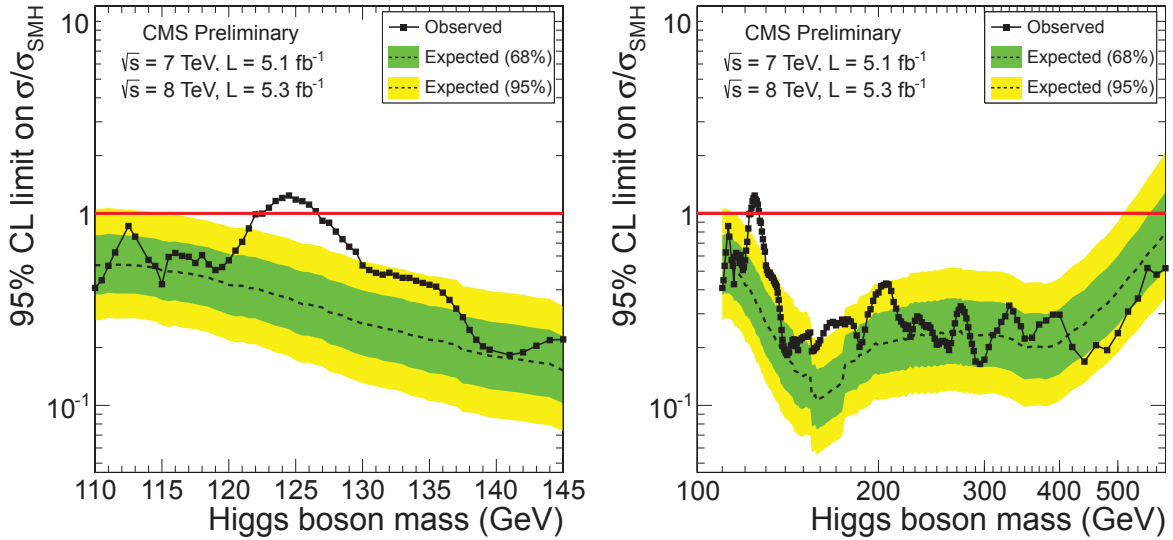 95% CL limit on σ/σSMH
10
1
10-1
CMS Preliminary
√s = 7 TeV, L = 5.1 fb-1
√s = 8 TeV, L = 5.3 fb-1
Observed
Expected (68%)
Expected (95%)
110 115 120 125 130 135 140 145
Higgs boson mass (GeV)
95% CL limit on σ/σSMH
10
1
10-1
CMS Preliminary
√s = 7 TeV, L = 5.1 fb-1
√s = 8 TeV, L = 5.3 fb-1
Observed
Expected (68%)
Expected (95%)
100 200 300 400 500
Higgs boson mass (GeV)